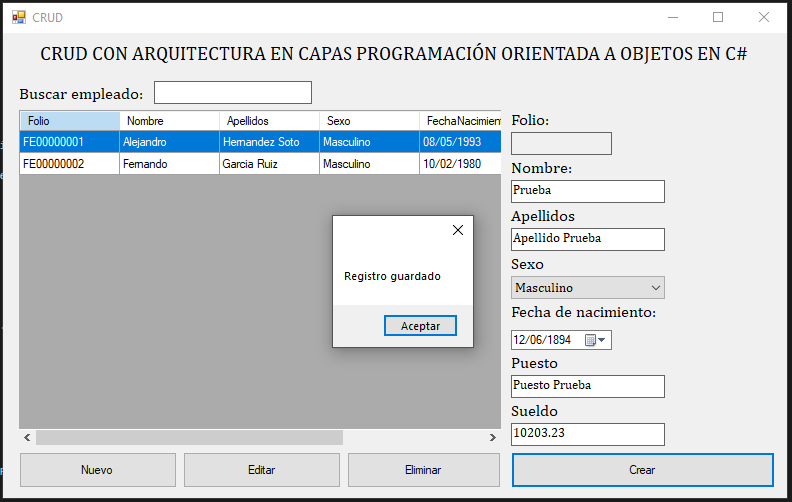 CRUD
CRUD CON ARQUITECTURA EN CAPAS PROGRAMACIÓN ORIENTADA A OBJETOS EN C#
Buscar empleado:
Folio Nombre Apellidos Sexo FechaNacimient
FE00000001 Alejandro Hernandez Soto Masculino 08/05/1993
FE00000002 Fernando Garcia Ruiz Masculino 10/02/1980
Registro guardado
Aceptar
Folio:
Nombre:
Prueba
Apellidos
Apellido Prueba
Sexo
Masculino
Fecha de nacimiento:
12/06/1894
Puesto
Puesto Prueba
Sueldo
10203.23
Nuevo Editar Eliminar Crear